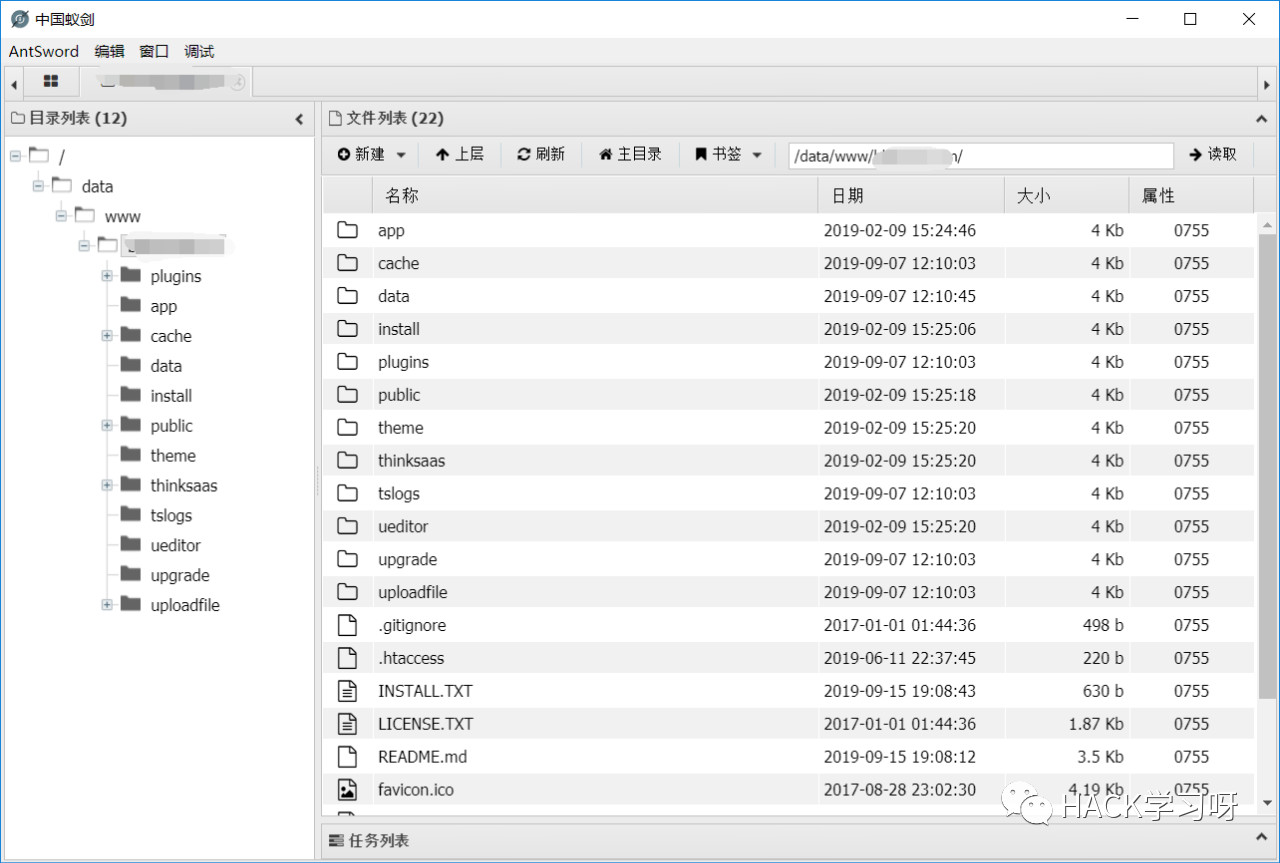 中国蚁剑
AntSword 编辑 窗口 调试
目录列表 (12)
/
data
www
plugins
app
cache
data
install
public
theme
thinksaas
tslogs
ueditor
upgrade
uploadfile
文件列表 (22)
新建 上层 刷新 主目录 书签 /data/www/ / 读取
名称 日期 大小 属性
app 2019-02-09 15:24:46 4 Kb 0755
cache 2019-09-07 12:10:03 4 Kb 0755
data 2019-09-07 12:10:45 4 Kb 0755
install 2019-02-09 15:25:06 4 Kb 0755
plugins 2019-09-07 12:10:03 4 Kb 0755
public 2019-02-09 15:25:18 4 Kb 0755
theme 2019-02-09 15:25:20 4 Kb 0755
thinksaas 2019-02-09 15:25:20 4 Kb 0755
tslogs 2019-09-07 12:10:03 4 Kb 0755
ueditor 2019-02-09 15:25:20 4 Kb 0755
upgrade 2019-09-07 12:10:03 4 Kb 0755
uploadfile 2019-09-07 12:10:03 4 Kb 0755
.gitignore 2017-01-01 01:44:36 498 b 0755
.htaccess 2019-06-11 22:37:45 220 b 0755
INSTALL.TXT 2019-09-15 19:08:43 630 b 0755
LICENSE.TXT 2017-01-01 01:44:36 1.87 Kb 0755
README.md 2019-09-15 19:08:12 3.5 Kb 0755
favicon.ico 2017-08-28 23:02:30 4.19 Kb 0755
HACK学习呀
任务列表